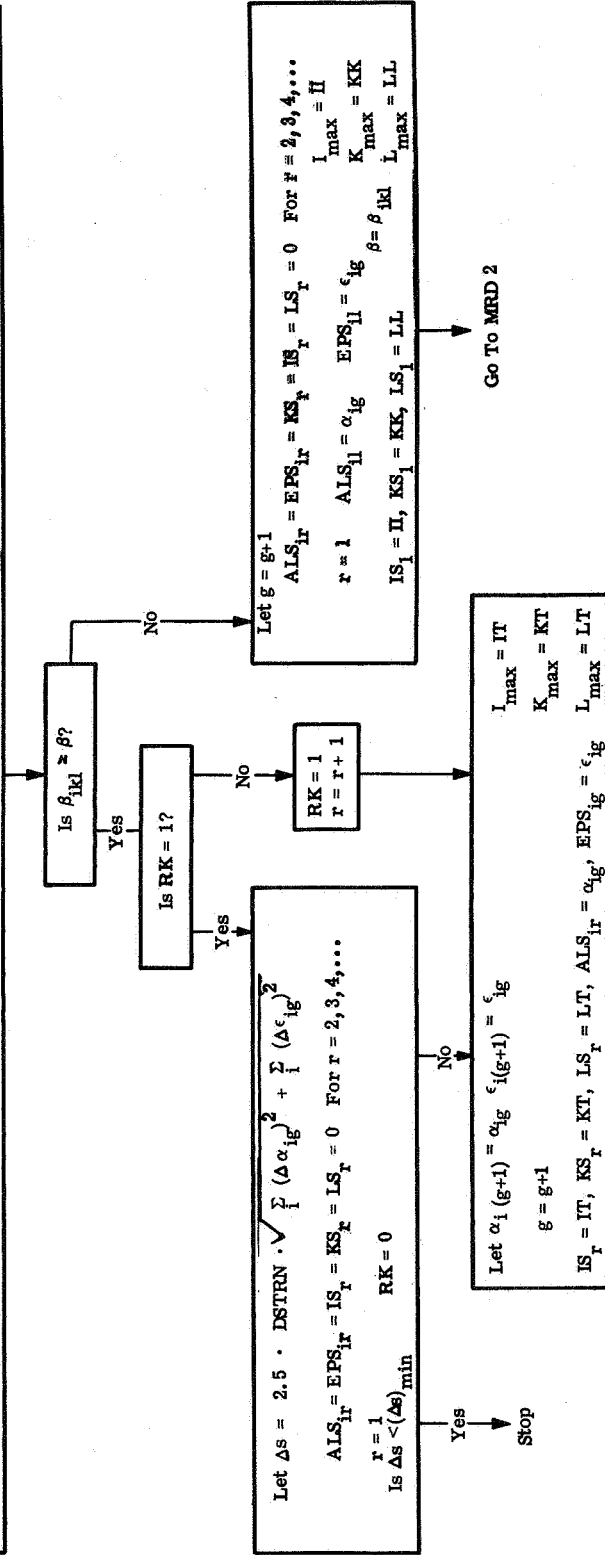 Is β_ikl ≥ β?
Yes
No
Is RK = 1?
Yes
No
RK = 1
r = r + 1
Let Δs = 2.5 · DSTRN · √ Σ_i (Δα_ig)² + Σ_i (Δϵ_ig)²
ALS_ir = EPS_ir = IS_r = KS_r = LS_r = 0 For r = 2, 3, 4,...
r = 1 RK = 0
Is Δs <(Δs)_min
Yes
Stop
No
Let g = g+1
ALS_ir = EPS_ir = KS_r = IS_r = LS_r = 0 For r = 2, 3, 4,...
I_max = II
r = 1 ALS_i1 = α_ig EPS_i1 = ϵ_ig K_max = KK
β = β_ikl
IS_1 = II, KS_1 = KK, LS_1 = LL L_max = LL
Go To MRD 2
Let α_i (g+1) = α_ig ϵ_i(g+1) = ϵ_ig I_max = IT
g = g+1 K_max = KT
IS_r = IT, KS_r = KT, LS_r = LT, ALS_ir = α_ig, EPS_ig = ϵ_ig L_max = LT